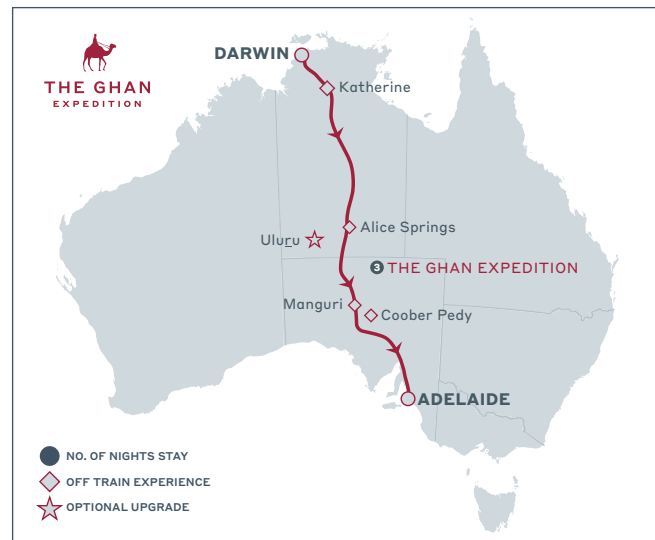 DARWIN
THE GHAN
EXPEDITION
Katherine
Alice Springs
Uluru
3 THE GHAN EXPEDITION
Manguri
Coober Pedy
ADELAIDE
NO. OF NIGHTS STAY
OFF TRAIN EXPERIENCE
OPTIONAL UPGRADE